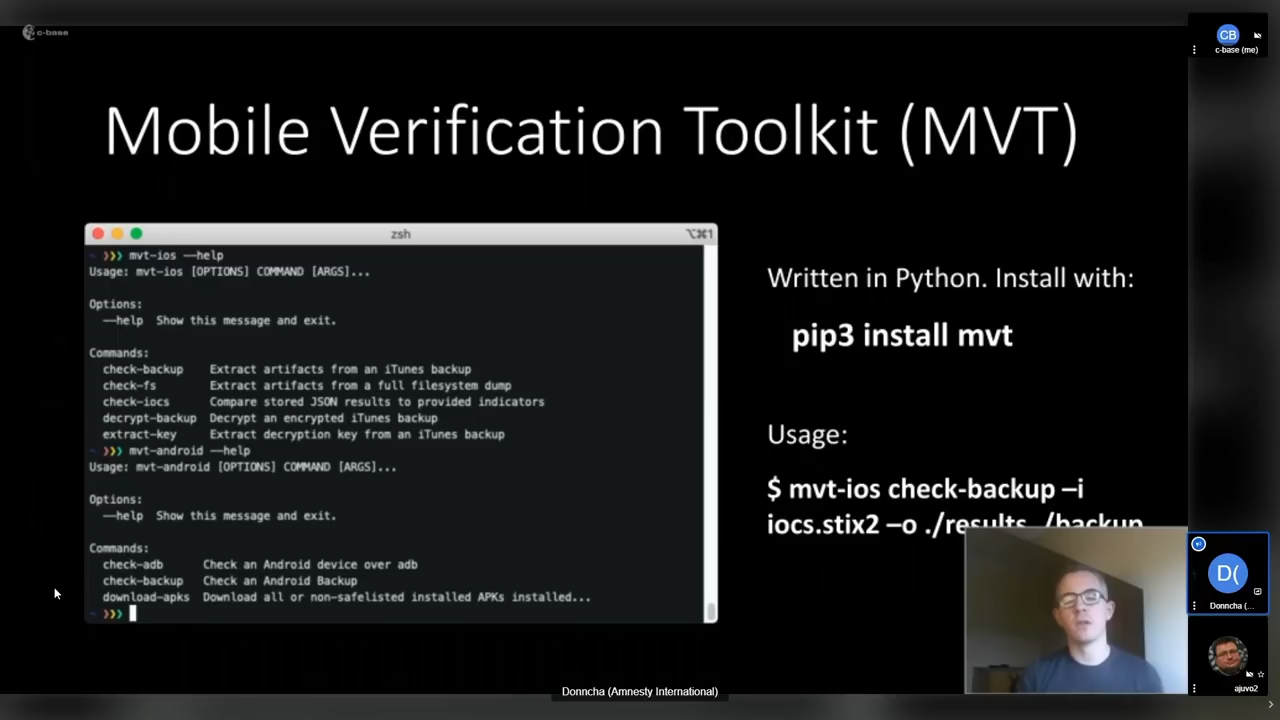 c-base
Mobile Verification Toolkit (MVT)
zsh
⌥⌘1
~ ❯❯❯ mvt-ios --help
Usage: mvt-ios [OPTIONS] COMMAND [ARGS]...
Options:
--help Show this message and exit.
Commands:
check-backup Extract artifacts from an iTunes backup
check-fs Extract artifacts from a full filesystem dump
check-iocs Compare stored JSON results to provided indicators
decrypt-backup Decrypt an encrypted iTunes backup
extract-key Extract decryption key from an iTunes backup
~ ❯❯❯ mvt-android --help
Usage: mvt-android [OPTIONS] COMMAND [ARGS]...
Options:
--help Show this message and exit.
Commands:
check-adb Check an Android device over adb
check-backup Check an Android Backup
download-apks Download all or non-safelisted installed APKs installed...
~ ❯❯❯
Written in Python. Install with:
pip3 install mvt
Usage:
$ mvt-ios check-backup –i
iocs.stix2 –o ./results ./backup
CB
c-base (me)
D(
Donncha (...
ajuvo2
Donncha (Amnesty International)